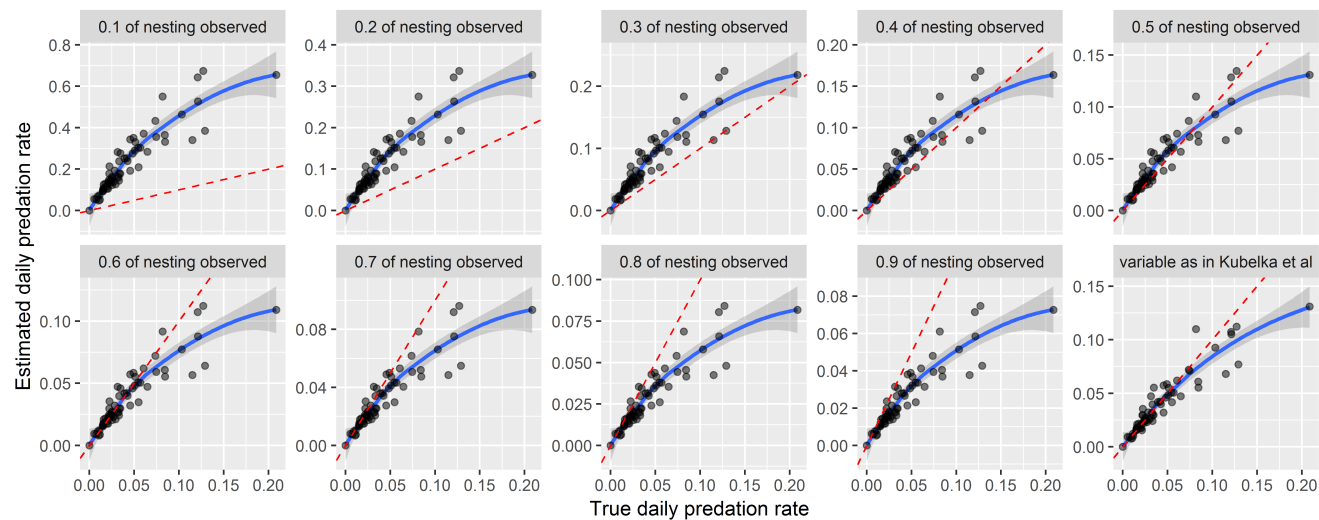 0.1 of nesting observed
0.2 of nesting observed
0.3 of nesting observed
0.4 of nesting observed
0.5 of nesting observed
0.8
0.6
0.4
0.2
0.0
0.4
0.3
0.2
0.1
0.0
0.2
0.1
0.0
0.20
0.15
0.10
0.05
0.00
0.15
0.10
0.05
0.00
Estimated daily predation rate
0.6 of nesting observed
0.7 of nesting observed
0.8 of nesting observed
0.9 of nesting observed
variable as in Kubelka et al
0.10
0.05
0.00
0.08
0.04
0.00
0.100
0.075
0.050
0.025
0.000
0.08
0.06
0.04
0.02
0.00
0.15
0.10
0.05
0.00
0.00 0.05 0.10 0.15 0.20
0.00 0.05 0.10 0.15 0.20
0.00 0.05 0.10 0.15 0.20
0.00 0.05 0.10 0.15 0.20
0.00 0.05 0.10 0.15 0.20
True daily predation rate